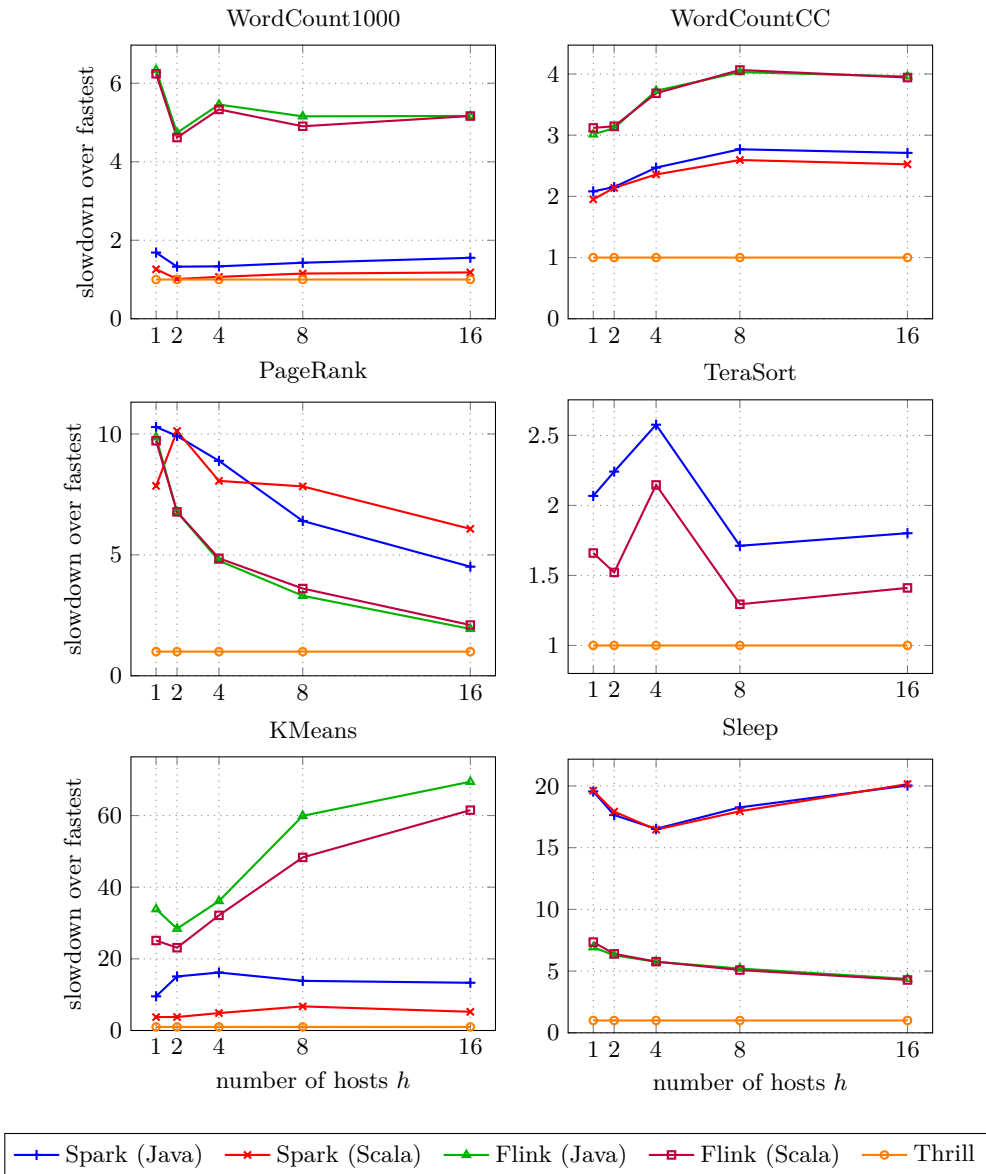 WordCount1000
WordCountCC
slowdown over fastest
6
4
2
0
1 2 4 8 16
4
3
2
1
0
1 2 4 8 16
PageRank
TeraSort
slowdown over fastest
10
5
0
1 2 4 8 16
2.5
2
1.5
1
1 2 4 8 16
KMeans
Sleep
slowdown over fastest
60
40
20
0
1 2 4 8 16
number of hosts h
20
15
10
5
0
1 2 4 8 16
number of hosts h
Spark (Java) Spark (Scala) Flink (Java) Flink (Scala) Thrill